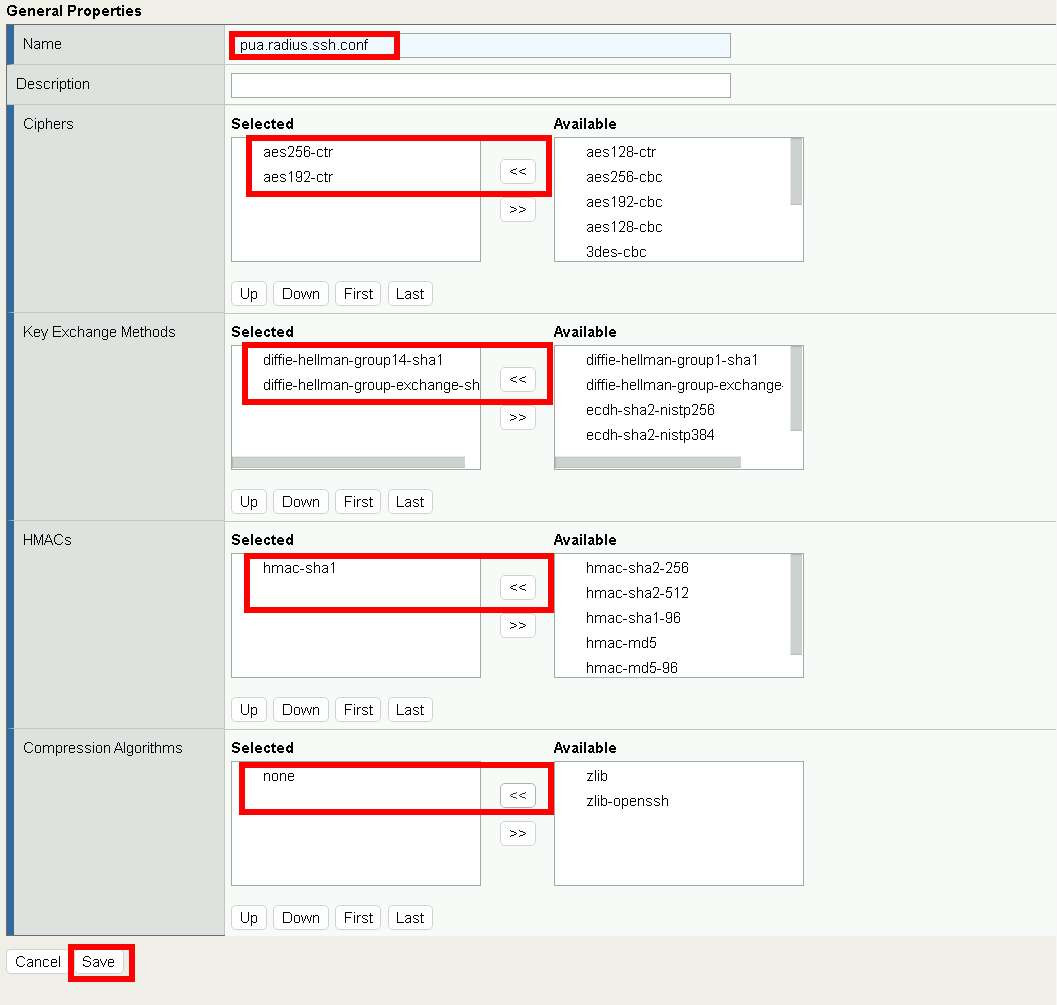 General Properties
Name
pua.radius.ssh.conf
Description
Ciphers
Selected
Available
aes256-ctr
aes192-ctr
<<
>>
aes128-ctr
aes256-cbc
aes192-cbc
aes128-cbc
3des-cbc
Up Down First Last
Key Exchange Methods
Selected
Available
diffie-hellman-group14-sha1
diffie-hellman-group-exchange-sh
<<
>>
diffie-hellman-group1-sha1
diffie-hellman-group-exchange-
ecdh-sha2-nistp256
ecdh-sha2-nistp384
Up Down First Last
HMACs
Selected
Available
hmac-sha1
<<
>>
hmac-sha2-256
hmac-sha2-512
hmac-sha1-96
hmac-md5
hmac-md5-96
Up Down First Last
Compression Algorithms
Selected
Available
none
<<
>>
zlib
zlib-openssh
Up Down First Last
Cancel Save